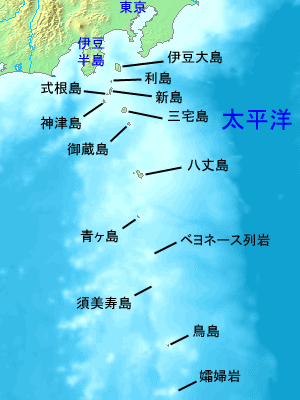 東京
伊豆
半島
伊豆大島
利島
式根島
新島
神津島
三宅島
太平洋
御蔵島
八丈島
青ヶ島
ベヨネース列岩
須美寿島
鳥島
孀婦岩